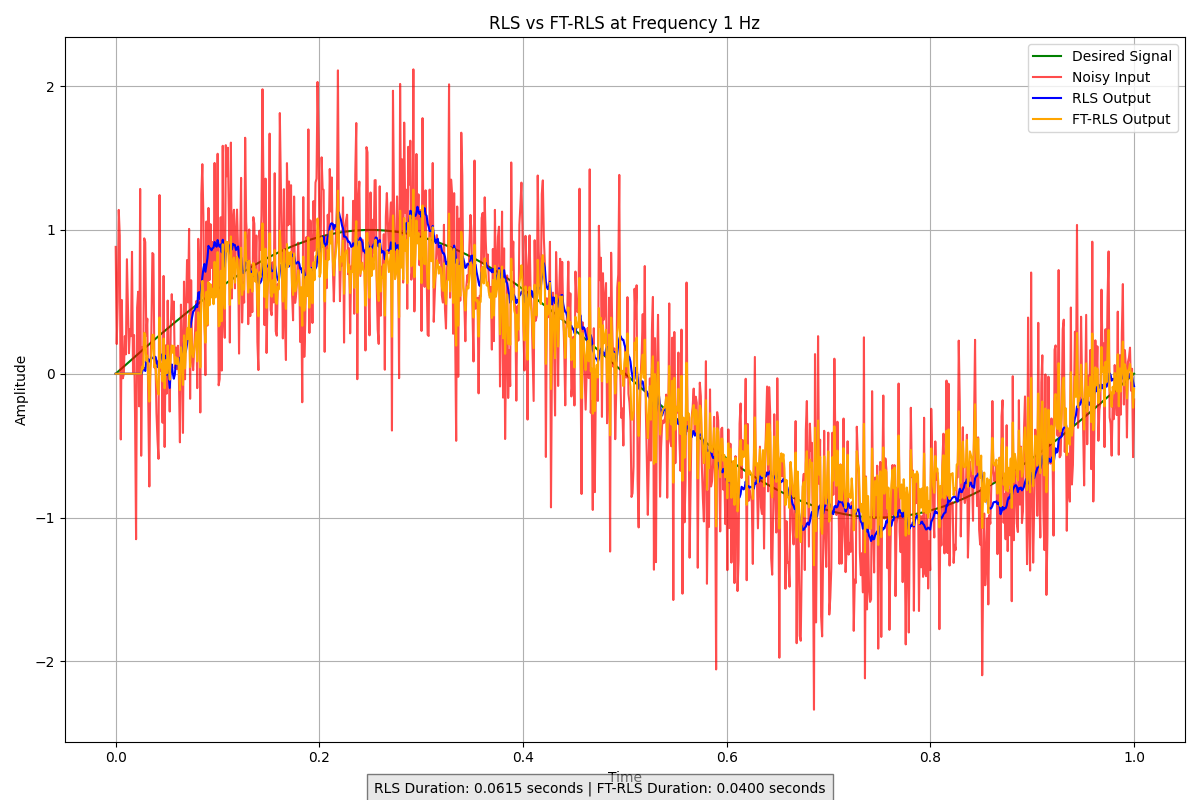 RLS vs FT-RLS at Frequency 1 Hz
Desired Signal
Noisy Input
RLS Output
FT-RLS Output
2
1
0
−1
−2
Amplitude
0.0 0.2 0.4 0.6 0.8 1.0
Time
RLS Duration: 0.0615 seconds | FT-RLS Duration: 0.0400 seconds